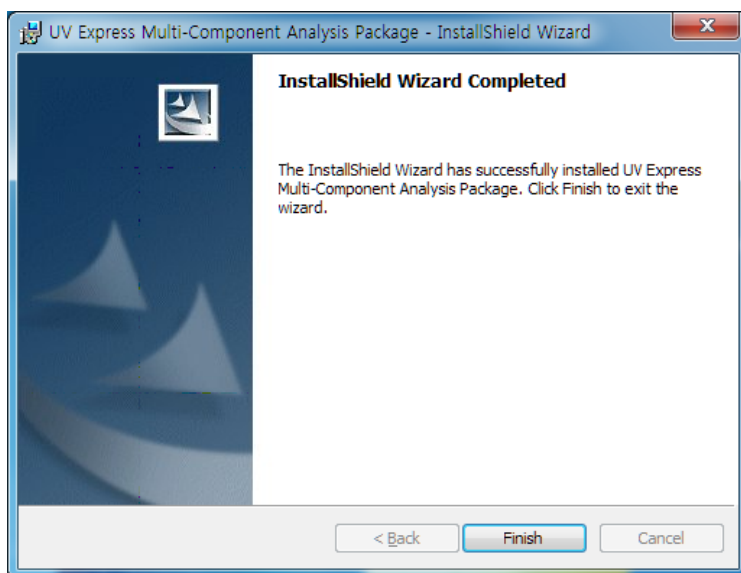 UV Express Multi-Component Analysis Package - InstallShield Wizard
InstallShield Wizard Completed
The InstallShield Wizard has successfully installed UV Express
Multi-Component Analysis Package. Click Finish to exit the
wizard.
< Back
Finish
Cancel